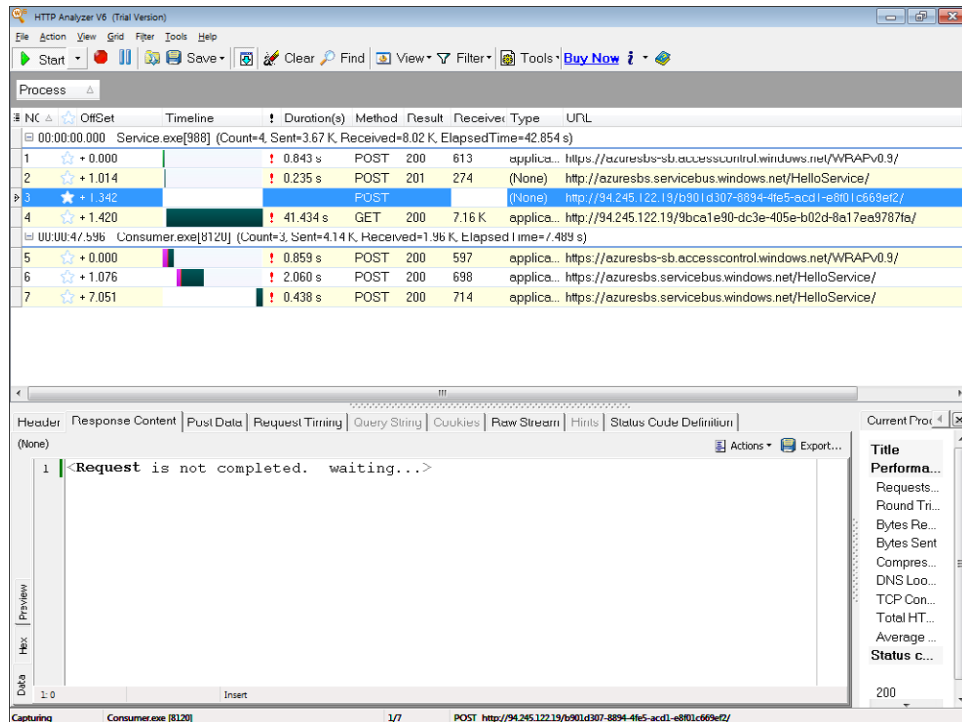 HTTP Analyzer V6 (Trial Version)
File Action View Grid Filter Tools Help
Start Save Clear Find View Filter Tools Buy Now i
Process
NO OffSet Timeline ! Duration(s) Method Result Received Type URL
00:00:00.000 Service.exe[988] (Count=4, Sent=3.67 K, Received=8.02 K, ElapsedTime=42.854 s)
1 + 0.000 ! 0.843 s POST 200 613 applica... https://azuresbs-sb.accesscontrol.windows.net/WRAPv0.9/
2 + 1.014 ! 0.235 s POST 201 274 (None) http://azuresbs.servicebus.windows.net/HelloService/
3 + 1.342 POST (None) http://94.245.122.19/b901d307-8894-4fe5-acd1-e8f01c669ef2/
4 + 1.420 ! 41.434 s GET 200 7.16 K applica... http://94.245.122.19/9bca1e90-dc3e-405e-b02d-8a17ea9787fa/
00:00:47.596 Consumer.exe[8120] (Count=3, Sent=4.14 K, Received=1.96 K, ElapsedTime=7.489 s)
5 + 0.000 ! 0.859 s POST 200 597 applica... https://azuresbs-sb.accesscontrol.windows.net/WRAPv0.9/
6 + 1.076 ! 2.060 s POST 200 698 applica... https://azuresbs.servicebus.windows.net/HelloService/
7 + 7.051 ! 0.438 s POST 200 714 applica... https://azuresbs.servicebus.windows.net/HelloService/
Header Response Content Post Data Request Timing Query String Cookies Raw Stream Hints Status Code Definition
(None) Actions Export...
1 <Request is not completed. waiting...>
Preview
Hex
Data
1: 0 Insert
Current Proc
Title
Performa...
Requests...
Round Tri...
Bytes Re...
Bytes Sent
Compres...
DNS Loo...
TCP Con...
Total HT...
Average ...
Status c...
200
Capturing Consumer.exe [8120] 1/7 POST http://94.245.122.19/b901d307-8894-4fe5-acd1-e8f01c669ef2/